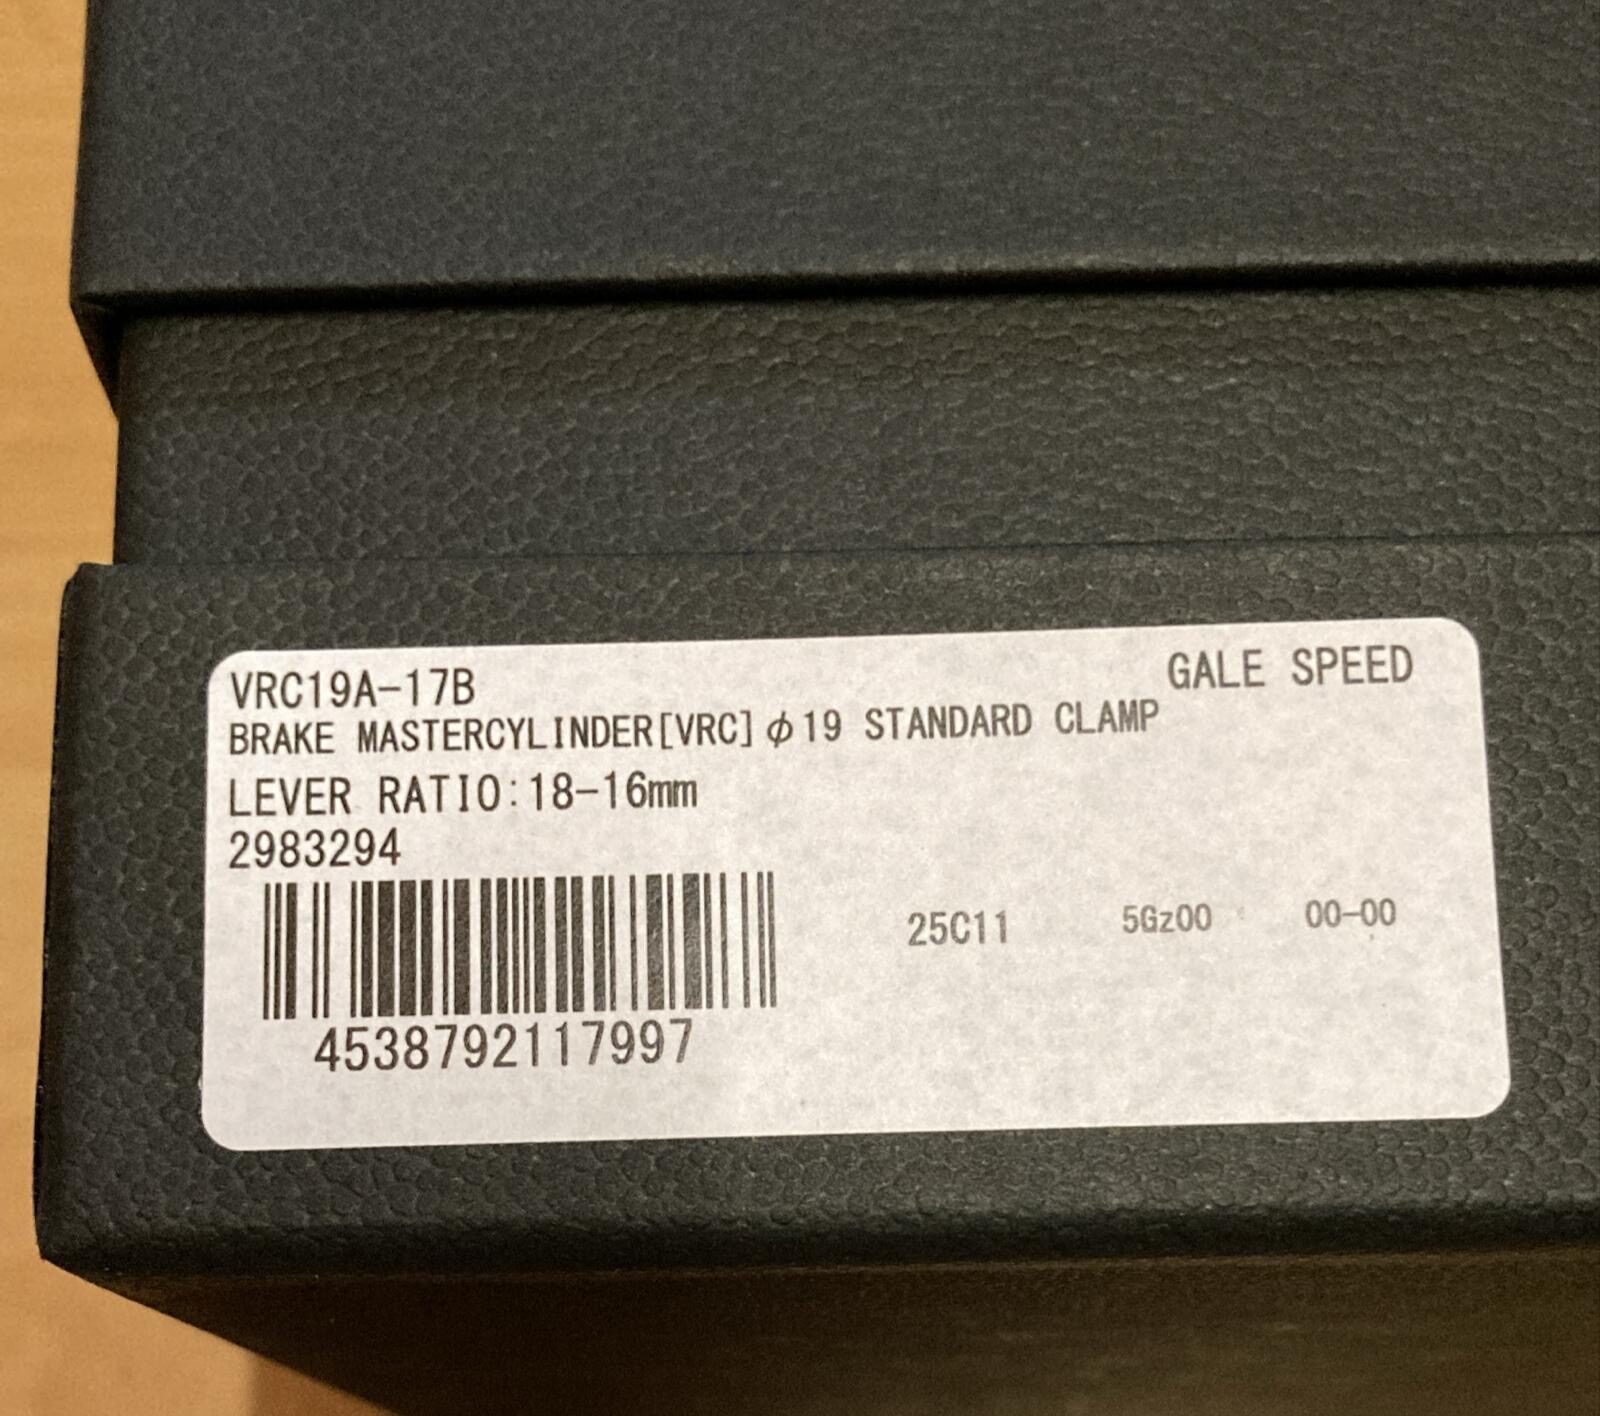 VRC19A-17B
GALE SPEED
BRAKE MASTERCYLINDER[VRC]φ19 STANDARD CLAMP
LEVER RATIO:18-16mm
2983294
25C11 5Gz00 00-00
4538792117997